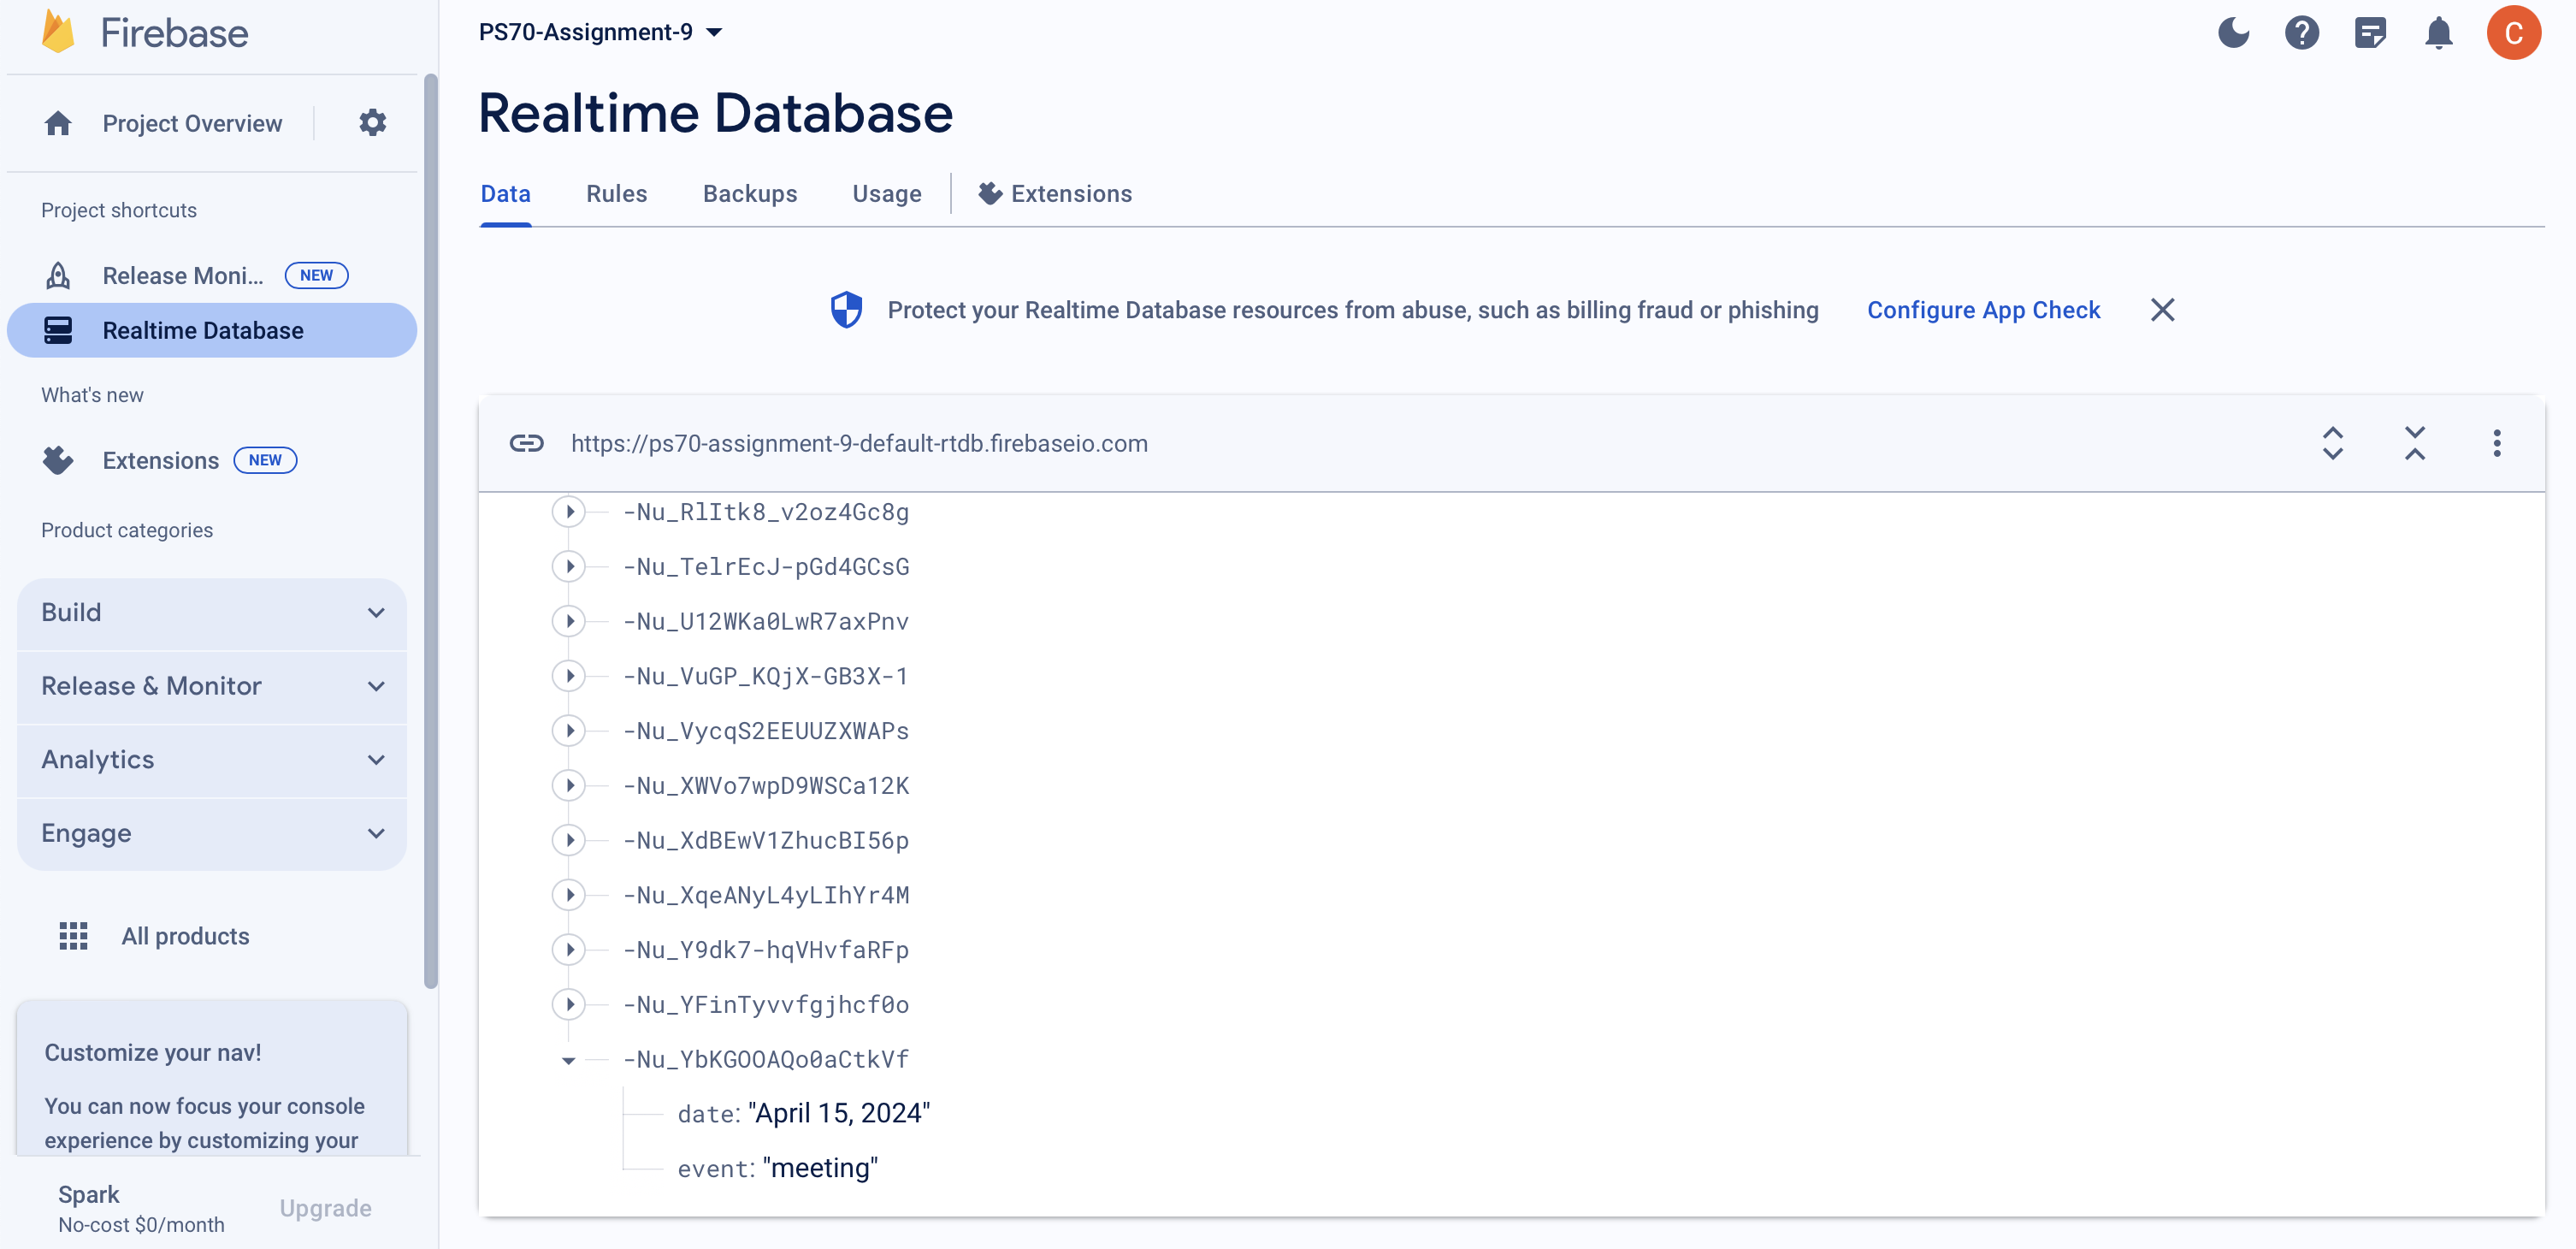 Firebase
Project Overview
Project shortcuts
Release Moni... NEW
Realtime Database
What's new
Extensions NEW
Product categories
Build
Release & Monitor
Analytics
Engage
All products
Customize your nav!
You can now focus your console
experience by customizing your
Spark
No-cost $0/month
Upgrade
PS70-Assignment-9
C
Realtime Database
Data Rules Backups Usage Extensions
Protect your Realtime Database resources from abuse, such as billing fraud or phishing Configure App Check
https://ps70-assignment-9-default-rtdb.firebaseio.com
-Nu_RlItk8_v2oz4Gc8g
-Nu_TelrEcJ-pGd4GCsG
-Nu_U12WKa0LwR7axPnv
-Nu_VuGP_KQjX-GB3X-1
-Nu_VycqS2EEUUZXWAPs
-Nu_XWVo7wpD9WSCa12K
-Nu_XdBEwV1ZhucBI56p
-Nu_XqeANyL4yLIhYr4M
-Nu_Y9dk7-hqVHvfaRFp
-Nu_YFinTyvvfgjhcf0o
-Nu_YbKGOOAQo0aCtkVf
date: "April 15, 2024"
event: "meeting"